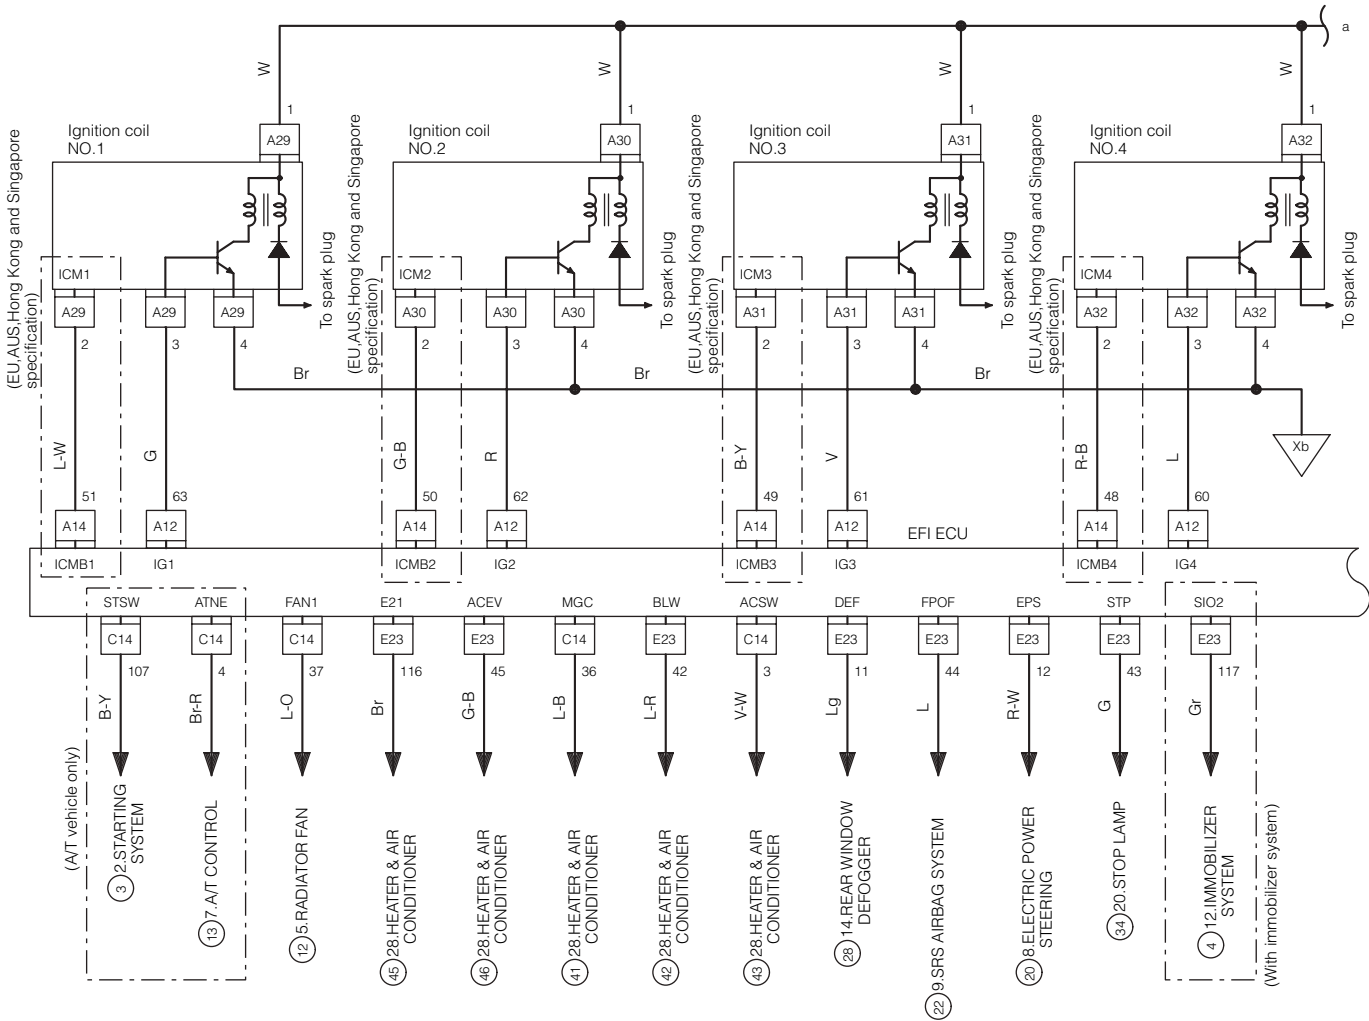 a
W
W
W
W
1
1
1
1
Ignition coil
NO.1
A29
Ignition coil
NO.2
A30
Ignition coil
NO.3
A31
Ignition coil
NO.4
A32
(EU,AUS,Hong Kong and Singapore
specification)
(EU,AUS,Hong Kong and Singapore
specification)
(EU,AUS,Hong Kong and Singapore
specification)
(EU,AUS,Hong Kong and Singapore
specification)
To spark plug
To spark plug
To spark plug
To spark plug
ICM1
ICM2
ICM3
ICM4
A29
A29
A29
A30
A30
A30
A31
A31
A31
A32
A32
A32
2
3
4
2
3
4
2
3
4
2
3
4
Br
Br
Br
Xb
L-W
G
G-B
R
B-Y
V
R-B
L
51
63
50
62
49
61
48
60
A14
A12
A14
A12
A14
A12
A14
A12
EFI ECU
ICMB1
IG1
ICMB2
IG2
ICMB3
IG3
ICMB4
IG4
STSW
ATNE
FAN1
E21
ACEV
MGC
BLW
ACSW
DEF
FPOF
EPS
STP
SIO2
C14
C14
C14
E23
E23
C14
E23
C14
E23
E23
E23
E23
E23
107
4
37
116
45
36
42
3
11
44
12
43
117
B-Y
Br-R
L-O
Br
G-B
L-B
L-R
V-W
Lg
L
R-W
G
Gr
(A/T vehicle only)
3 2.STARTING
SYSTEM
13 7.A/T CONTROL
12 5.RADIATOR FAN
45 28.HEATER & AIR
CONDITIONER
46 28.HEATER & AIR
CONDITIONER
41 28.HEATER & AIR
CONDITIONER
42 28.HEATER & AIR
CONDITIONER
43 28.HEATER & AIR
CONDITIONER
28 14.REAR WINDOW
DEFOGGER
22 9.SRS AIRBAG SYSTEM
20 8.ELECTRIC POWER
STEERING
34 20.STOP LAMP
4 12.IMMOBILIZER
SYSTEM
(With immobilizer system)